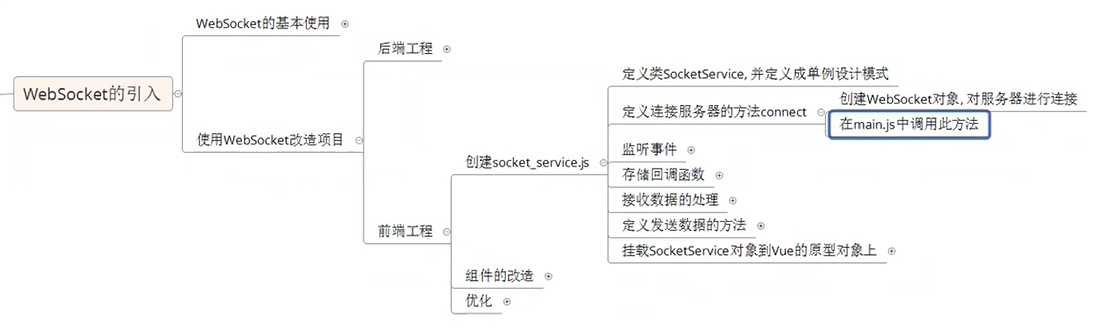 WebSocket的引入
WebSocket的基本使用
使用WebSocket改造项目
后端工程
前端工程
创建socket_service.js
定义类SocketService, 并定义成单例设计模式
定义连接服务器的方法connect
创建WebSocket对象, 对服务器进行连接
在main.js中调用此方法
监听事件
存储回调函数
接收数据的处理
定义发送数据的方法
挂载SocketService对象到Vue的原型对象上
组件的改造
优化